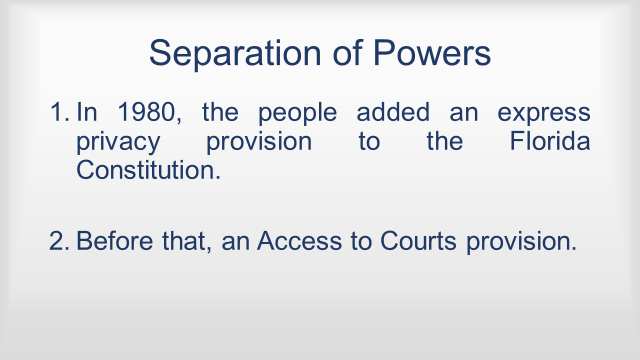 Separation of Powers
1. In 1980, the people added an express
privacy provision to the Florida
Constitution.
2. Before that, an Access to Courts provision.